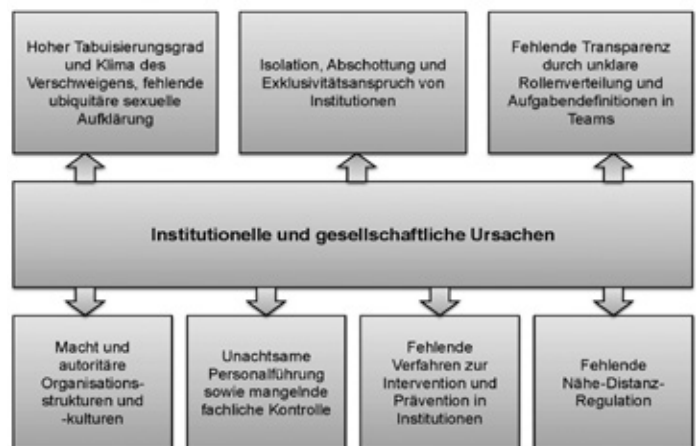 Hoher Tabuisierungsgrad
und Klima des
Verschweigens, fehlende
ubiquitäre sexuelle
Aufklärung
Isolation, Abschottung und
Exklusivitätsanspruch von
Institutionen
Fehlende Transparenz
durch unklare
Rollenverteilung und
Aufgabendefinitionen in
Teams
Institutionelle und gesellschaftliche Ursachen
Macht und
autoritäre
Organisations-
strukturen und
-kulturen
Unachtsame
Personalführung
sowie mangelnde
fachliche Kontrolle
Fehlende
Verfahren zur
Intervention und
Prävention in
Institutionen
Fehlende
Nähe-Distanz-
Regulation